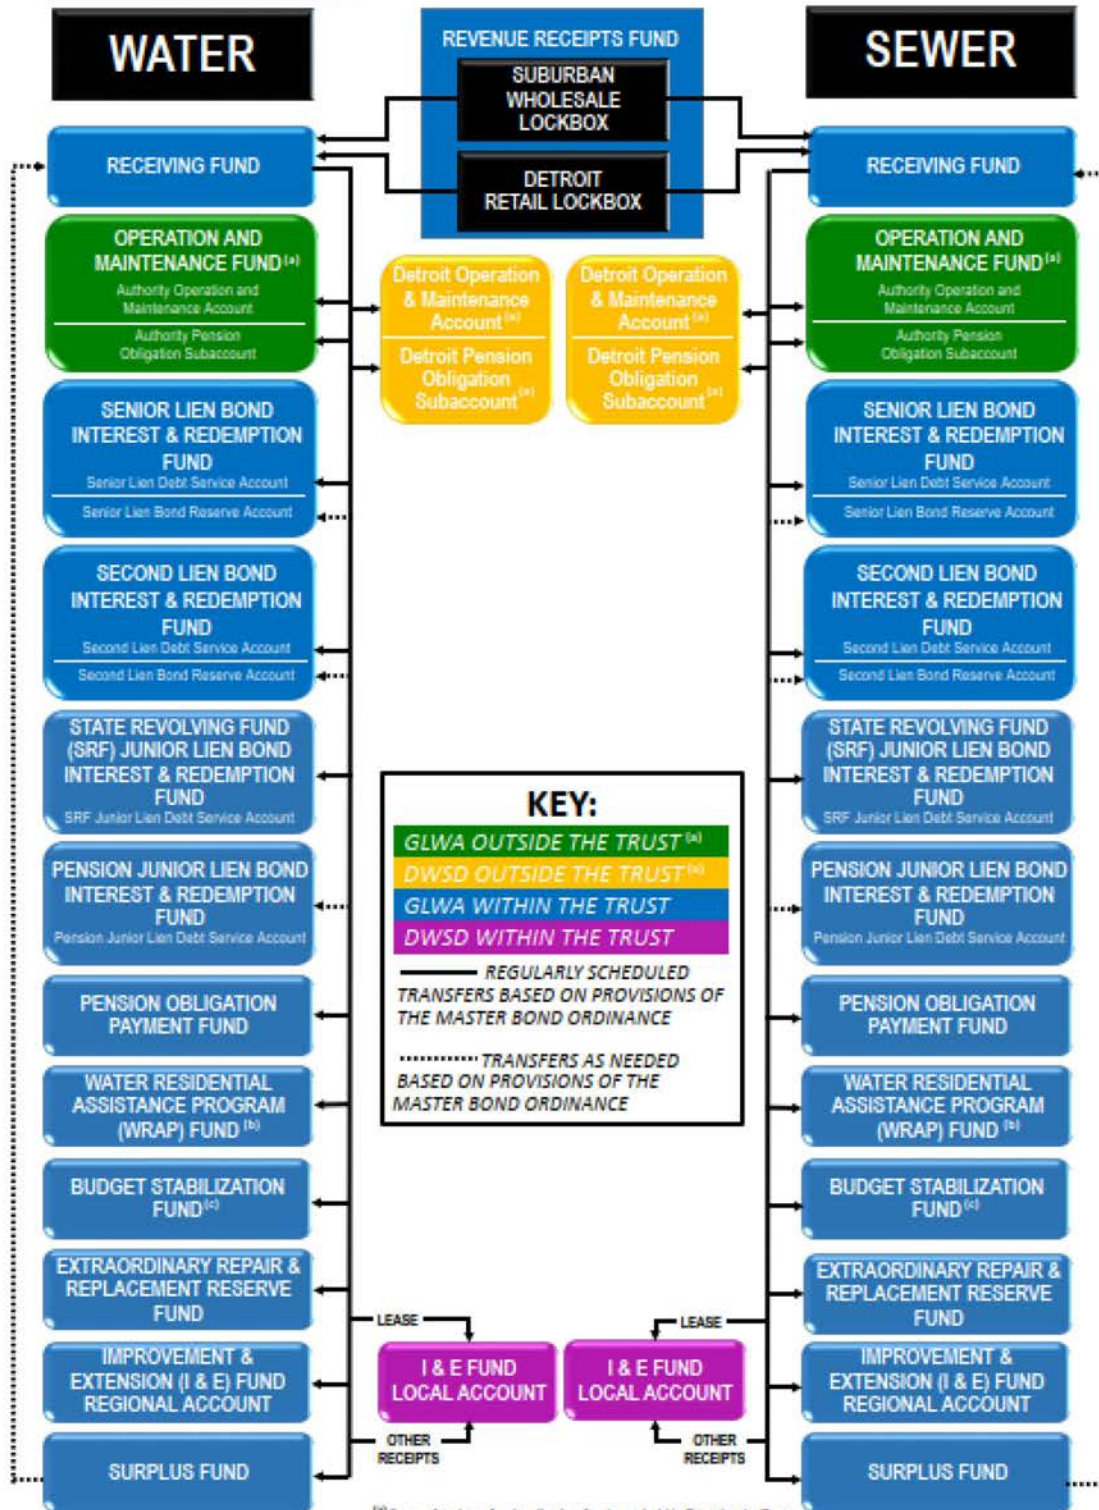 WATER
REVENUE RECEIPTS FUND
SUBURBAN
WHOLESALE
LOCKBOX
DETROIT
RETAIL LOCKBOX
SEWER
RECEIVING FUND
OPERATION AND
MAINTENANCE FUND (a)
Authority Operation and
Maintenance Account
Authority Pension
Obligation Subaccount
SENIOR LIEN BOND
INTEREST & REDEMPTION
FUND
Senior Lien Debt Service Account
Senior Lien Bond Reserve Account
SECOND LIEN BOND
INTEREST & REDEMPTION
FUND
Second Lien Debt Service Account
Second Lien Bond Reserve Account
STATE REVOLVING FUND
(SRF) JUNIOR LIEN BOND
INTEREST & REDEMPTION
FUND
SRF Junior Lien Debt Service Account
PENSION JUNIOR LIEN BOND
INTEREST & REDEMPTION
FUND
Pension Junior Lien Debt Service Account
PENSION OBLIGATION
PAYMENT FUND
WATER RESIDENTIAL
ASSISTANCE PROGRAM
(WRAP) FUND (b)
BUDGET STABILIZATION
FUND (c)
EXTRAORDINARY REPAIR &
REPLACEMENT RESERVE
FUND
IMPROVEMENT &
EXTENSION (I & E) FUND
REGIONAL ACCOUNT
SURPLUS FUND
Detroit Operation
& Maintenance
Account (a)
Detroit Pension
Obligation
Subaccount (a)
Detroit Operation
& Maintenance
Account (a)
Detroit Pension
Obligation
Subaccount (a)
KEY:
GLWA OUTSIDE THE TRUST (a)
DWSD OUTSIDE THE TRUST (a)
GLWA WITHIN THE TRUST
DWSD WITHIN THE TRUST
REGULARLY SCHEDULED
TRANSFERS BASED ON PROVISIONS OF
THE MASTER BOND ORDINANCE
TRANSFERS AS NEEDED
BASED ON PROVISIONS OF THE
MASTER BOND ORDINANCE
LEASE
I & E FUND
LOCAL ACCOUNT
OTHER
RECEIPTS
LEASE
I & E FUND
LOCAL ACCOUNT
OTHER
RECEIPTS
RECEIVING FUND
OPERATION AND
MAINTENANCE FUND (a)
Authority Operation and
Maintenance Account
Authority Pension
Obligation Subaccount
SENIOR LIEN BOND
INTEREST & REDEMPTION
FUND
Senior Lien Debt Service Account
Senior Lien Bond Reserve Account
SECOND LIEN BOND
INTEREST & REDEMPTION
FUND
Second Lien Debt Service Account
Second Lien Bond Reserve Account
STATE REVOLVING FUND
(SRF) JUNIOR LIEN BOND
INTEREST & REDEMPTION
FUND
SRF Junior Lien Debt Service Account
PENSION JUNIOR LIEN BOND
INTEREST & REDEMPTION
FUND
Pension Junior Lien Debt Service Account
PENSION OBLIGATION
PAYMENT FUND
WATER RESIDENTIAL
ASSISTANCE PROGRAM
(WRAP) FUND (b)
BUDGET STABILIZATION
FUND (c)
EXTRAORDINARY REPAIR &
REPLACEMENT RESERVE
FUND
IMPROVEMENT &
EXTENSION (I & E) FUND
REGIONAL ACCOUNT
SURPLUS FUND